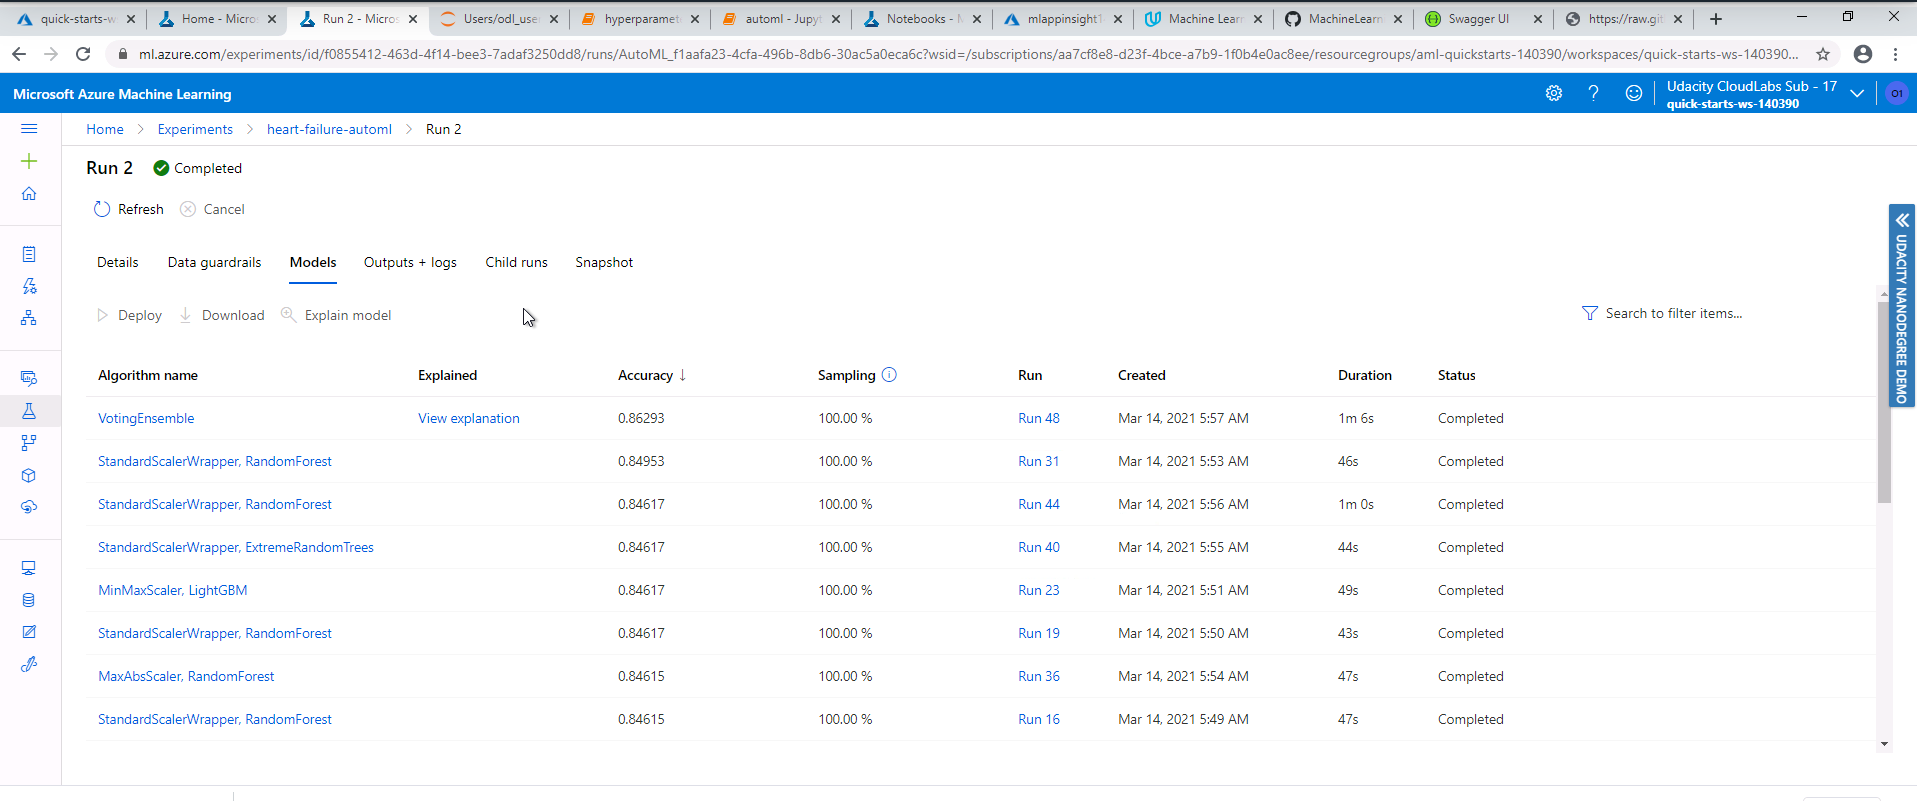 quick-starts-ws
Home - Micros
Run 2 - Micros
Users/odl_use
hyperparamet
automl - Jupyt
Notebooks - M
mlappinsight1
Machine Learn
MachineLearn
Swagger UI
https://raw.git
ml.azure.com/experiments/id/f0855412-463d-4f14-bee3-7adaf3250dd8/runs/AutoML_f1aafa23-4cfa-496b-8db6-30ac5a0eca6c?wsid=/subscriptions/aa7cf8e8-d23f-4bce-a7b9-1f0b4e0ac8ee/resourcegroups/aml-quickstarts-140390/workspaces/quick-starts-ws-140390...
Microsoft Azure Machine Learning
Udacity CloudLabs Sub - 17
quick-starts-ws-140390
O1
Home > Experiments > heart-failure-automl > Run 2
Run 2 Completed
Refresh Cancel
Details Data guardrails Models Outputs + logs Child runs Snapshot
Deploy Download Explain model Search to filter items...
Algorithm name Explained Accuracy ↓ Sampling Run Created Duration Status
VotingEnsemble View explanation 0.86293 100.00 % Run 48 Mar 14, 2021 5:57 AM 1m 6s Completed
StandardScalerWrapper, RandomForest 0.84953 100.00 % Run 31 Mar 14, 2021 5:53 AM 46s Completed
StandardScalerWrapper, RandomForest 0.84617 100.00 % Run 44 Mar 14, 2021 5:56 AM 1m 0s Completed
StandardScalerWrapper, ExtremeRandomTrees 0.84617 100.00 % Run 40 Mar 14, 2021 5:55 AM 44s Completed
MinMaxScaler, LightGBM 0.84617 100.00 % Run 23 Mar 14, 2021 5:51 AM 49s Completed
StandardScalerWrapper, RandomForest 0.84617 100.00 % Run 19 Mar 14, 2021 5:50 AM 43s Completed
MaxAbsScaler, RandomForest 0.84615 100.00 % Run 36 Mar 14, 2021 5:54 AM 47s Completed
StandardScalerWrapper, RandomForest 0.84615 100.00 % Run 16 Mar 14, 2021 5:49 AM 47s Completed
UDACITY NANODEGREE DEMO